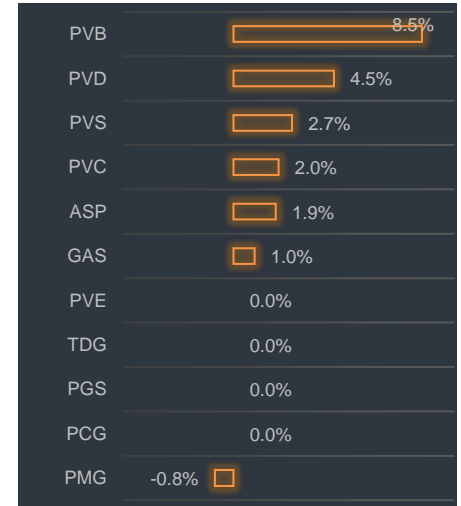 PVB 8.5%
PVD 4.5%
PVS 2.7%
PVC 2.0%
ASP 1.9%
GAS 1.0%
PVE 0.0%
TDG 0.0%
PGS 0.0%
PCG 0.0%
PMG -0.8%